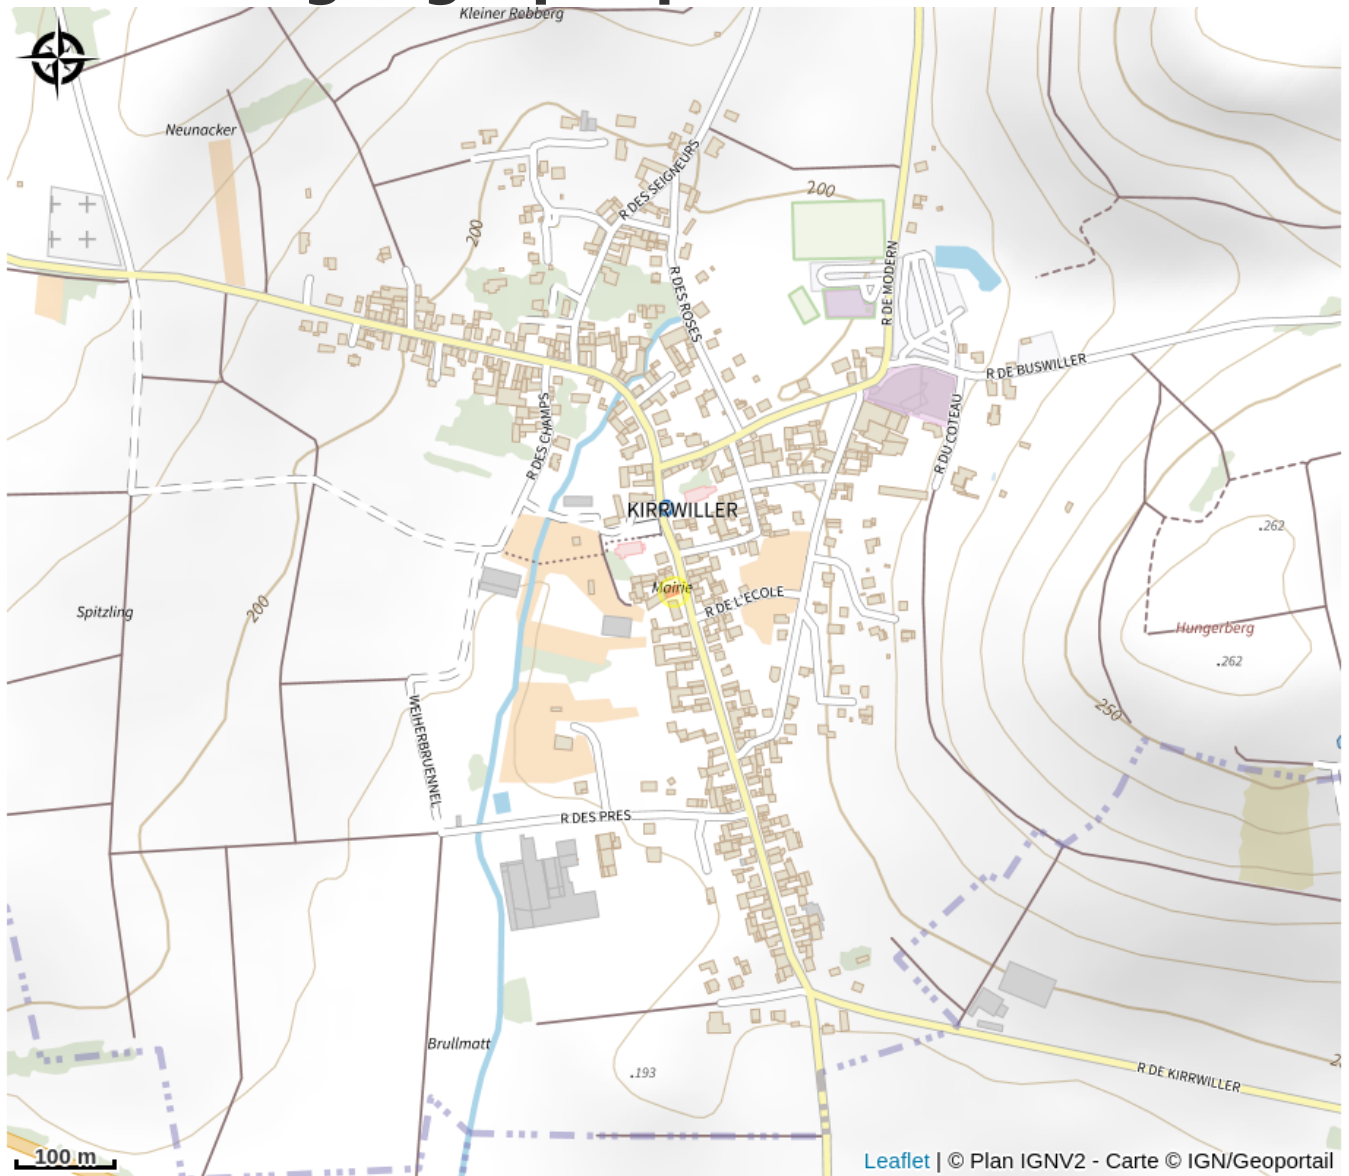 Kleiner Rebberg
Neunacker
R DES SEIGNEURS
200
200
R DE MODERN
R DES ROSES
R DE BUSWILLER
R DES CHAMPS
R DU COTEAU
KIRRWILLER
.262
Mairie
R DE L'ECOLE
200
Spitzling
Hungerberg
.262
250
WEIHERBRUENNEL
R DES PRES
Brullmatt
.193
R DE KIRRWILLER
100 m
Leaflet | © Plan IGNV2 - Carte © IGN/Geoportail